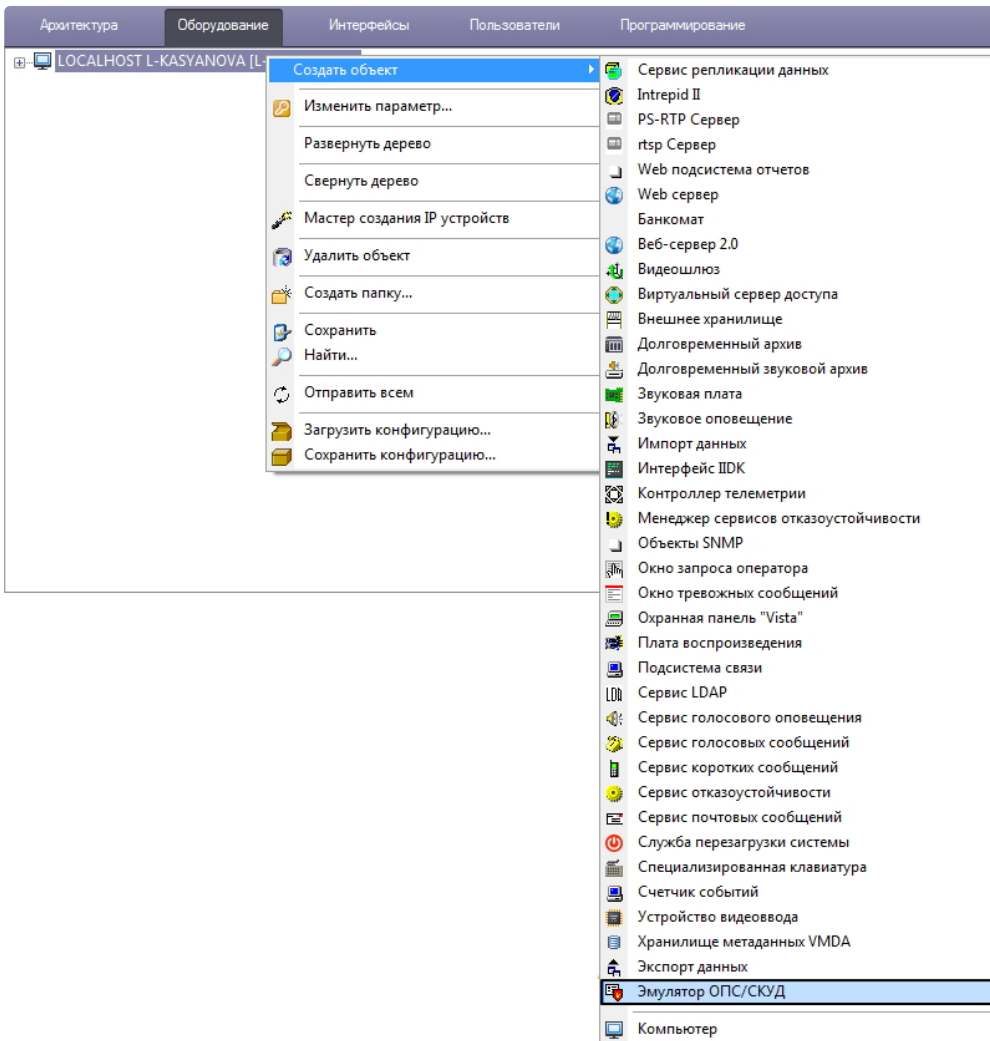 Архитектура
Оборудование
Интерфейсы
Пользователи
Программирование
LOCALHOST L-KASYANOVA [L-
Создать объект
Изменить параметр...
Развернуть дерево
Свернуть дерево
Мастер создания IP устройств
Удалить объект
Создать папку...
Сохранить
Найти...
Отправить всем
Загрузить конфигурацию...
Сохранить конфигурацию...
Сервис репликации данных
Intrepid II
PS-RTP Сервер
rtsp Сервер
Web подсистема отчетов
Web сервер
Банкомат
Веб-сервер 2.0
Видеошлюз
Виртуальный сервер доступа
Внешнее хранилище
Долговременный архив
Долговременный звуковой архив
Звуковая плата
Звуковое оповещение
Импорт данных
Интерфейс IIDK
Контроллер телеметрии
Менеджер сервисов отказоустойчивости
Объекты SNMP
Окно запроса оператора
Окно тревожных сообщений
Охранная панель "Vista"
Плата воспроизведения
Подсистема связи
Сервис LDAP
Сервис голосового оповещения
Сервис голосовых сообщений
Сервис коротких сообщений
Сервис отказоустойчивости
Сервис почтовых сообщений
Служба перезагрузки системы
Специализированная клавиатура
Счетчик событий
Устройство видеоввода
Хранилище метаданных VMDA
Экспорт данных
Эмулятор ОПС/СКУД
Компьютер